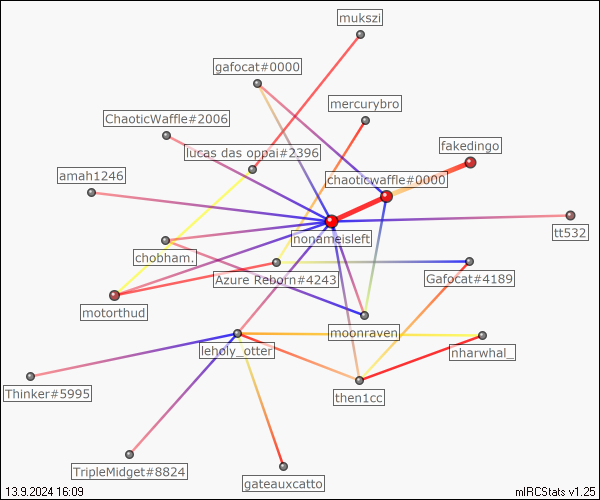 mukszi
gafocat#0000
mercurybro
ChaoticWaffle#2006
fakedingo
lucas das oppai#2396
amah1246
chaoticwaffle#0000
tt532
nonameisleft
chobham.
Azure Reborn#4243
Gafocat#4189
motorthud
moonraven
leholy_otter
nharwhal_
Thinker#5995
then1cc
TripleMidget#8824
gateauxcatto
13.9.2024 16:09
mIRCStats v1.25